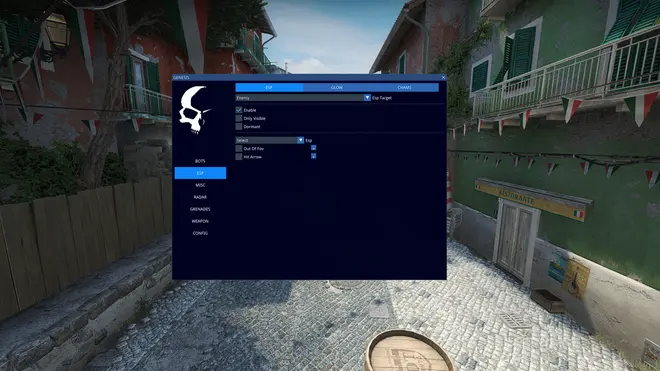 GENETIS
ESP GLOW CHAMS
Enemy Esp Target
Enable
Only Visible
Dormant
Select Esp
Out Of Fov
Hit Arrow
BOTS
ESP
MISC
RADAR
GRENADES
WEAPON
CONFIG
RISTORANTE